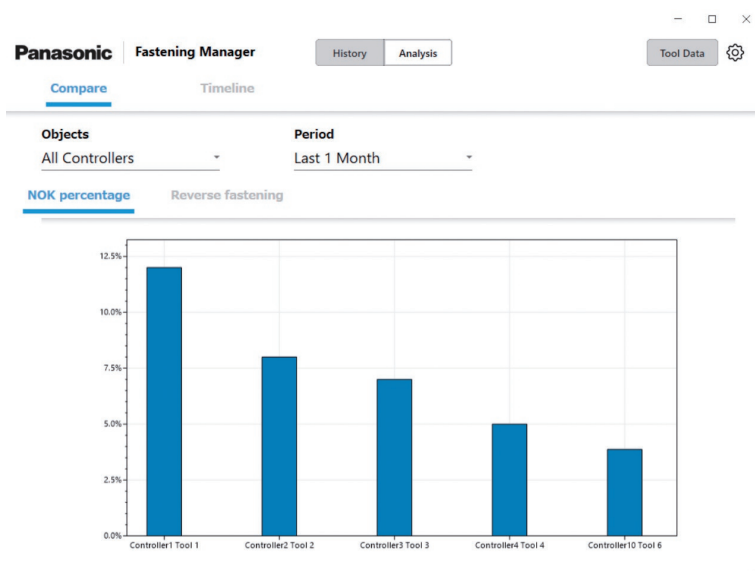 Panasonic Fastening Manager History Analysis Tool Data
Compare Timeline
Objects Period
All Controllers Last 1 Month
NOK percentage Reverse fastening
12.5%
10.0%
7.5%
5.0%
2.5%
0.0%
Controller1 Tool 1 Controller2 Tool 2 Controller3 Tool 3 Controller4 Tool 4 Controller10 Tool 6